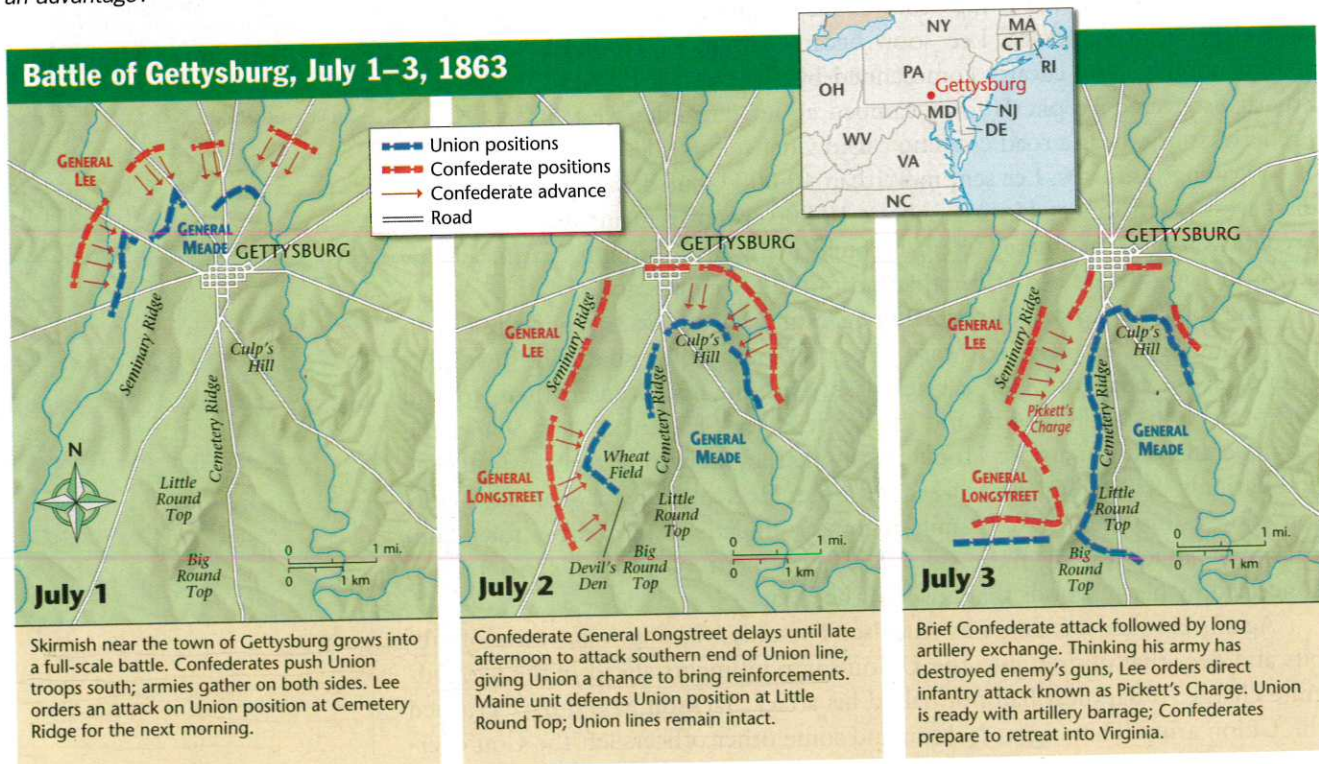 an advantage?
Battle of Gettysburg, July 1–3, 1863
NY
MA
CT
RI
PA
OH
Gettysburg
NJ
MD
DE
WV
VA
NC
Union positions
Confederate positions
Confederate advance
Road
GENERAL
LEE
GENERAL
MEADE
GETTYSBURG
Seminary Ridge
Culp's
Hill
Cemetery Ridge
N
Little
Round
Top
Big
Round
Top
0 1 mi.
0 1 km
July 1
Skirmish near the town of Gettysburg grows into
a full-scale battle. Confederates push Union
troops south; armies gather on both sides. Lee
orders an attack on Union position at Cemetery
Ridge for the next morning.
GETTYSBURG
GENERAL
LEE
Seminary Ridge
Culp's
Hill
Cemetery Ridge
GENERAL
MEADE
Wheat
Field
GENERAL
LONGSTREET
Little
Round
Top
Devil's
Den
Big
Round
Top
0 1 mi.
0 1 km
July 2
Confederate General Longstreet delays until late
afternoon to attack southern end of Union line,
giving Union a chance to bring reinforcements.
Maine unit defends Union position at Little
Round Top; Union lines remain intact.
GETTYSBURG
GENERAL
LEE
Seminary Ridge
Culp's
Hill
Pickett's
Charge
Cemetery Ridge
GENERAL
MEADE
GENERAL
LONGSTREET
Little
Round
Top
Big
Round
Top
0 1 mi.
0 1 km
July 3
Brief Confederate attack followed by long
artillery exchange. Thinking his army has
destroyed enemy's guns, Lee orders direct
infantry attack known as Pickett's Charge. Union
is ready with artillery barrage; Confederates
prepare to retreat into Virginia.